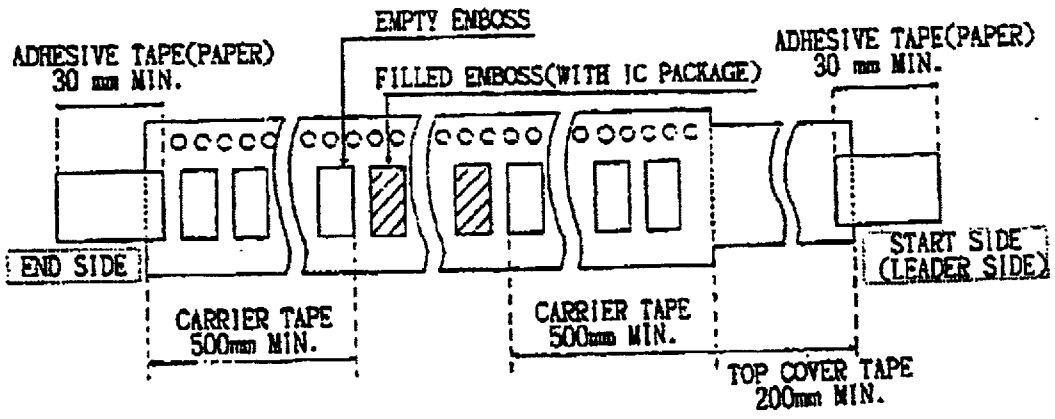 EMPTY EMBOSS
ADHESIVE TAPE(PAPER)
30 mm MIN.
FILLED EMBOSS(WITH IC PACKAGE)
ADHESIVE TAPE(PAPER)
30 mm MIN.
END SIDE
START SIDE
(LEADER SIDE)
CARRIER TAPE
500mm MIN.
CARRIER TAPE
500mm MIN.
TOP COVER TAPE
200mm MIN.